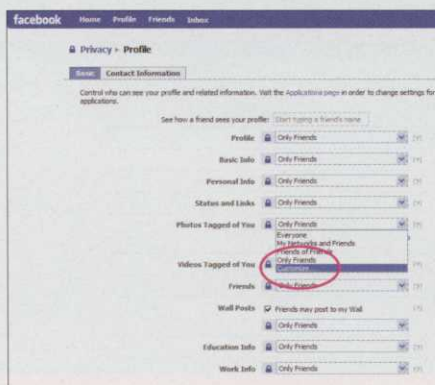 facebook Home Profile Friends Inbox
Privacy ▸ Profile
Basic Contact Information
Control who can see your profile and related information. Visit the Applications page in order to change settings for
applications.
See how a friend sees your profile: Start typing a friend's name
Profile Only Friends [?]
Basic Info Only Friends [?]
Personal Info Only Friends [?]
Status and Links Only Friends [?]
Photos Tagged of You Only Friends [?]
Everyone
My Networks and Friends
Friends of Friends
Only Friends
Customize...
Videos Tagged of You [?]
Friends Only Friends [?]
Wall Posts Friends may post to my Wall [?]
Only Friends
Education Info Only Friends [?]
Work Info Only Friends [?]